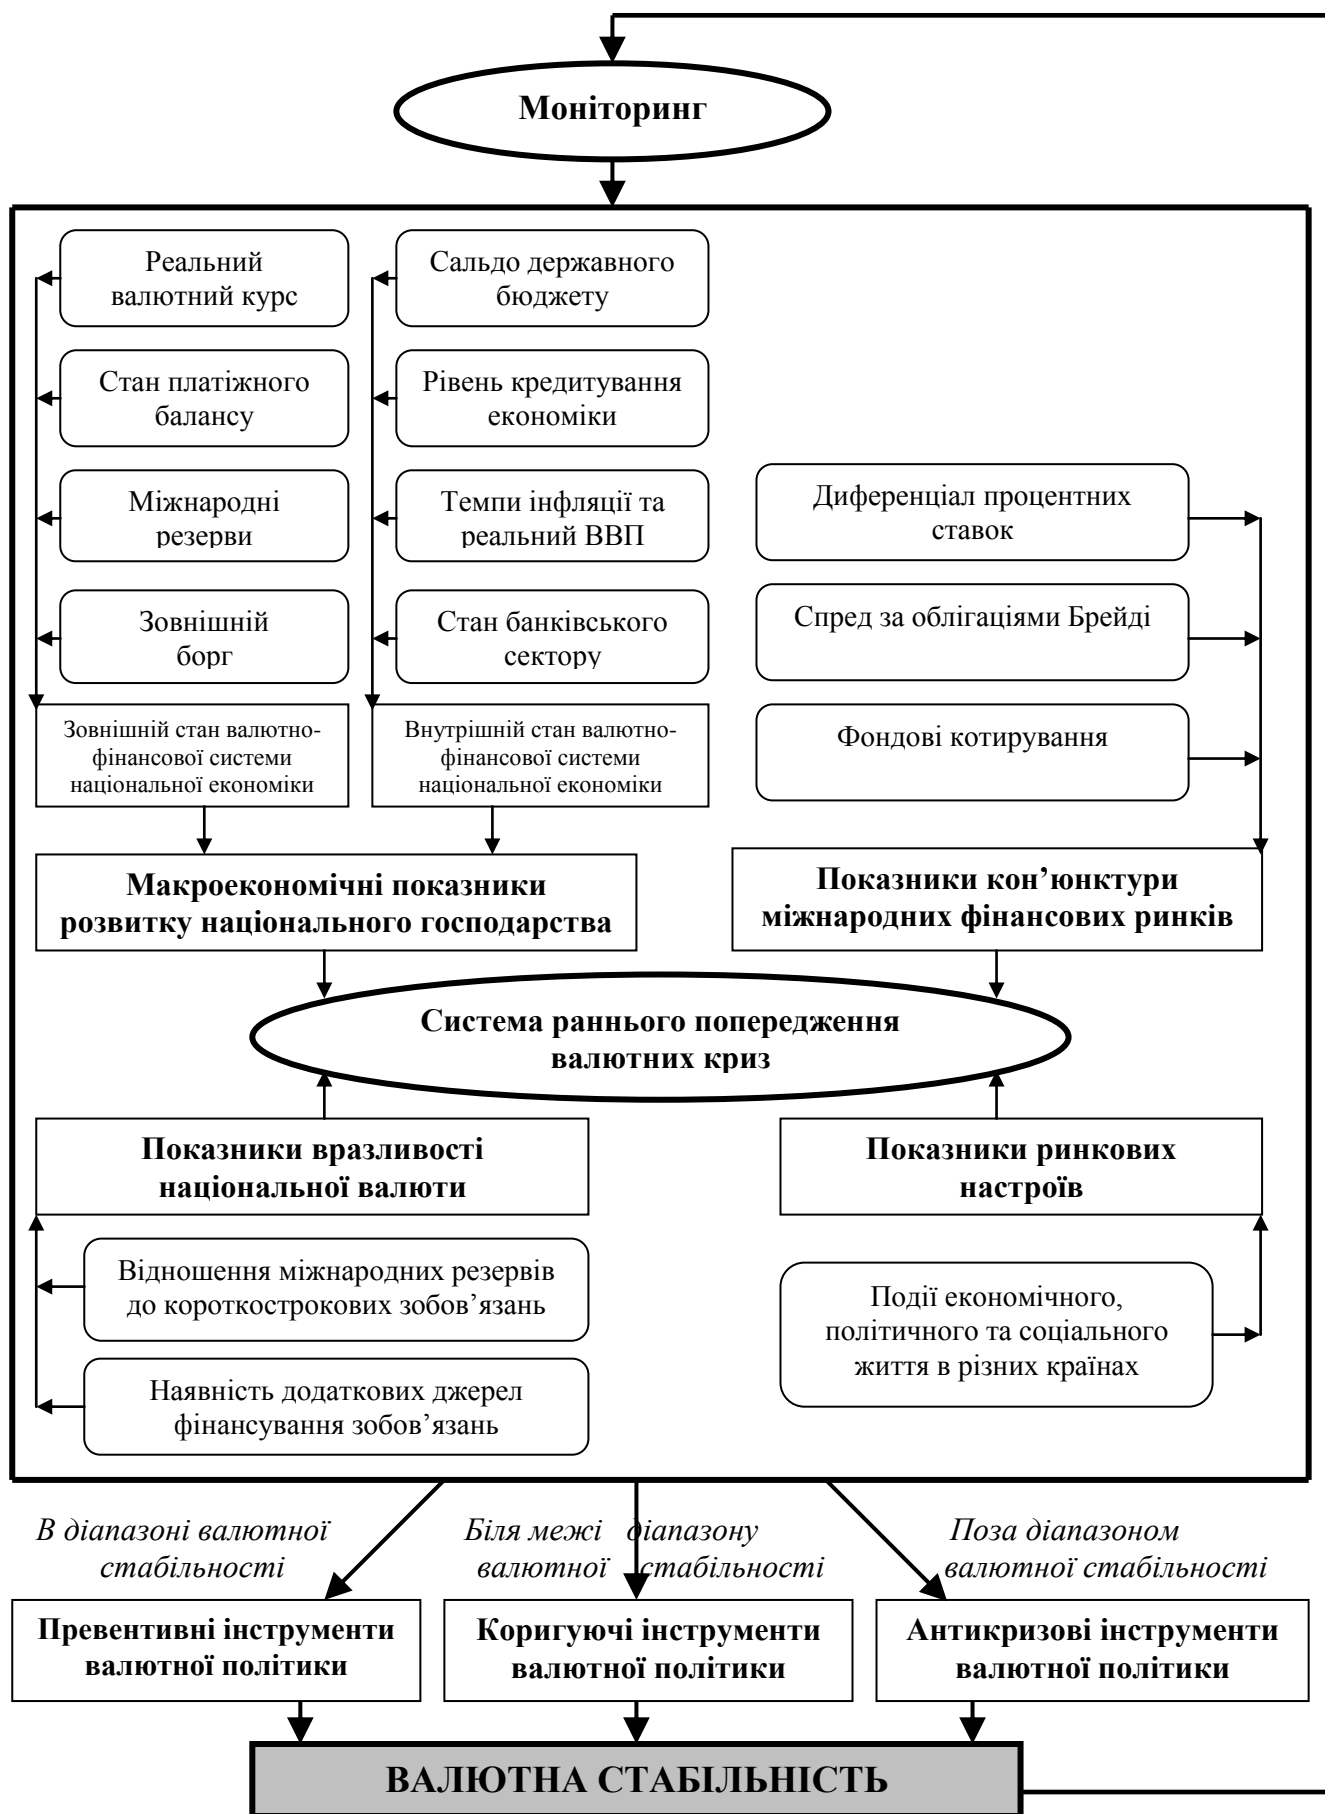 Моніторинг
Реальний
валютний курс
Стан платіжного
балансу
Міжнародні
резерви
Зовнішній
борг
Зовнішній стан валютно-
фінансової системи
національної економіки
Сальдо державного
бюджету
Рівень кредитування
економіки
Темпи інфляції та
реальний ВВП
Стан банківського
сектору
Внутрішній стан валютно-
фінансової системи
національної економіки
Диференціал процентних
ставок
Спред за облігаціями Брейді
Фондові котирування
Макроекономічні показники
розвитку національного господарства
Показники кон’юнктури
міжнародних фінансових ринків
Система раннього попередження
валютних криз
Показники вразливості
національної валюти
Відношення міжнародних резервів
до короткострокових зобов’язань
Наявність додаткових джерел
фінансування зобов’язань
Показники ринкових
настроїв
Події економічного,
політичного та соціального
життя в різних країнах
В діапазоні валютної
стабільності
Біля межі діапазону
валютної стабільності
Поза діапазоном
валютної стабільності
Превентивні інструменти
валютної політики
Коригуючі інструменти
валютної політики
Антикризові інструменти
валютної політики
ВАЛЮТНА СТАБІЛЬНІСТЬ